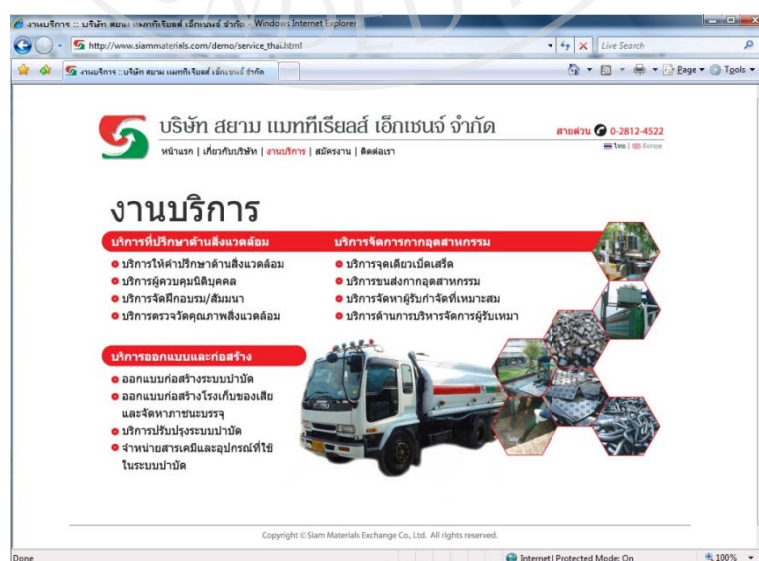 งานบริการ :: บริษัท สยาม แมททีเรียลส์ เอ็กเชนจ์ จำกัด - Windows Internet Explorer
http://www.siammaterials.com/demo/service_thai.html
Live Search
งานบริการ :: บริษัท สยาม แมททีเรียลส์ เอ็กเชนจ์ จำกัด
Page
Tools
บริษัท สยาม แมททีเรียลส์ เอ็กเชนจ์ จำกัด
สายด่วน 0-2812-4522
หน้าแรก | เกี่ยวกับบริษัท | งานบริการ | สมัครงาน | ติดต่อเรา
ไทย | อังกฤษ
งานบริการ
บริการที่ปรึกษาด้านสิ่งแวดล้อม
บริการให้คำปรึกษาด้านสิ่งแวดล้อม
บริการผู้ควบคุมนิติบุคคล
บริการจัดฝึกอบรม/สัมมนา
บริการตรวจวัดคุณภาพสิ่งแวดล้อม
บริการจัดการกากอุตสาหกรรม
บริการจุดเดียวเบ็ดเสร็จ
บริการขนส่งกากอุตสาหกรรม
บริการจัดหาผู้รับกำจัดที่เหมาะสม
บริการด้านการบริหารจัดการผู้รับเหมา
บริการออกแบบและก่อสร้าง
ออกแบบก่อสร้างระบบบำบัด
ออกแบบก่อสร้างโรงเก็บของเสีย
และจัดหาภาชนะบรรจุ
บริการปรับปรุงระบบบำบัด
จำหน่ายสารเคมีและอุปกรณ์ที่ใช้
ในระบบบำบัด
Copyright © Siam Materials Exchange Co., Ltd. All rights reserved.
Done
Internet | Protected Mode: On
100%